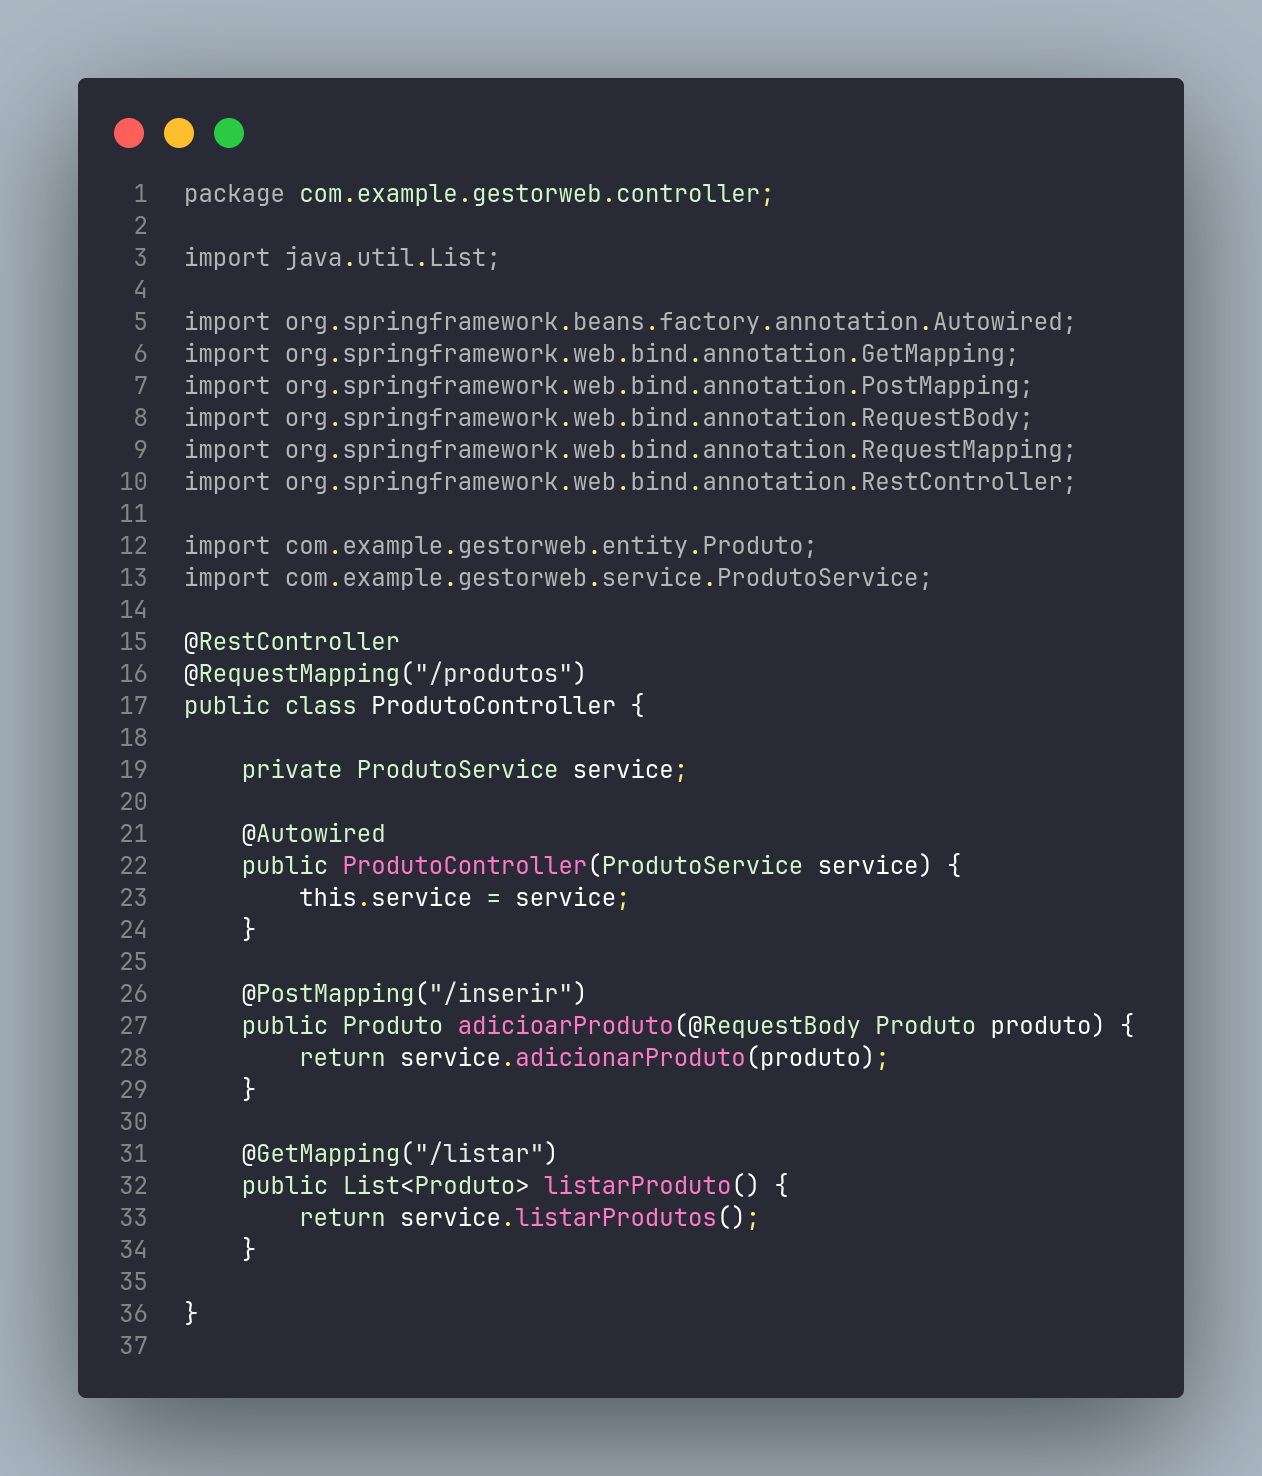 1 package com.example.gestorweb.controller;
2
3 import java.util.List;
4
5 import org.springframework.beans.factory.annotation.Autowired;
6 import org.springframework.web.bind.annotation.GetMapping;
7 import org.springframework.web.bind.annotation.PostMapping;
8 import org.springframework.web.bind.annotation.RequestBody;
9 import org.springframework.web.bind.annotation.RequestMapping;
10 import org.springframework.web.bind.annotation.RestController;
11
12 import com.example.gestorweb.entity.Produto;
13 import com.example.gestorweb.service.ProdutoService;
14
15 @RestController
16 @RequestMapping("/produtos")
17 public class ProdutoController {
18
19     private ProdutoService service;
20
21     @Autowired
22     public ProdutoController(ProdutoService service) {
23         this.service = service;
24     }
25
26     @PostMapping("/inserir")
27     public Produto adicioarProduto(@RequestBody Produto produto) {
28         return service.adicionarProduto(produto);
29     }
30
31     @GetMapping("/listar")
32     public List<Produto> listarProduto() {
33         return service.listarProdutos();
34     }
35
36 }
37